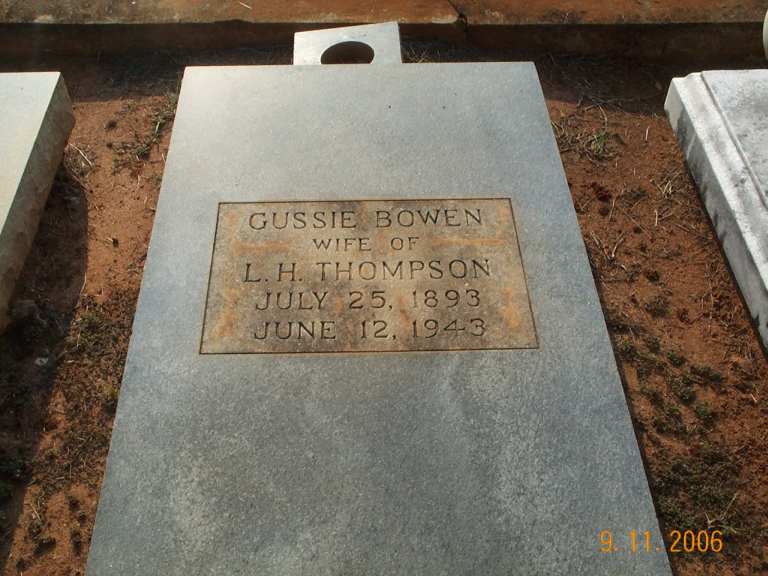 GUSSIE BOWEN
WIFE OF
L. H. THOMPSON
JULY 25, 1893
JUNE 12, 1943
9.11.2006